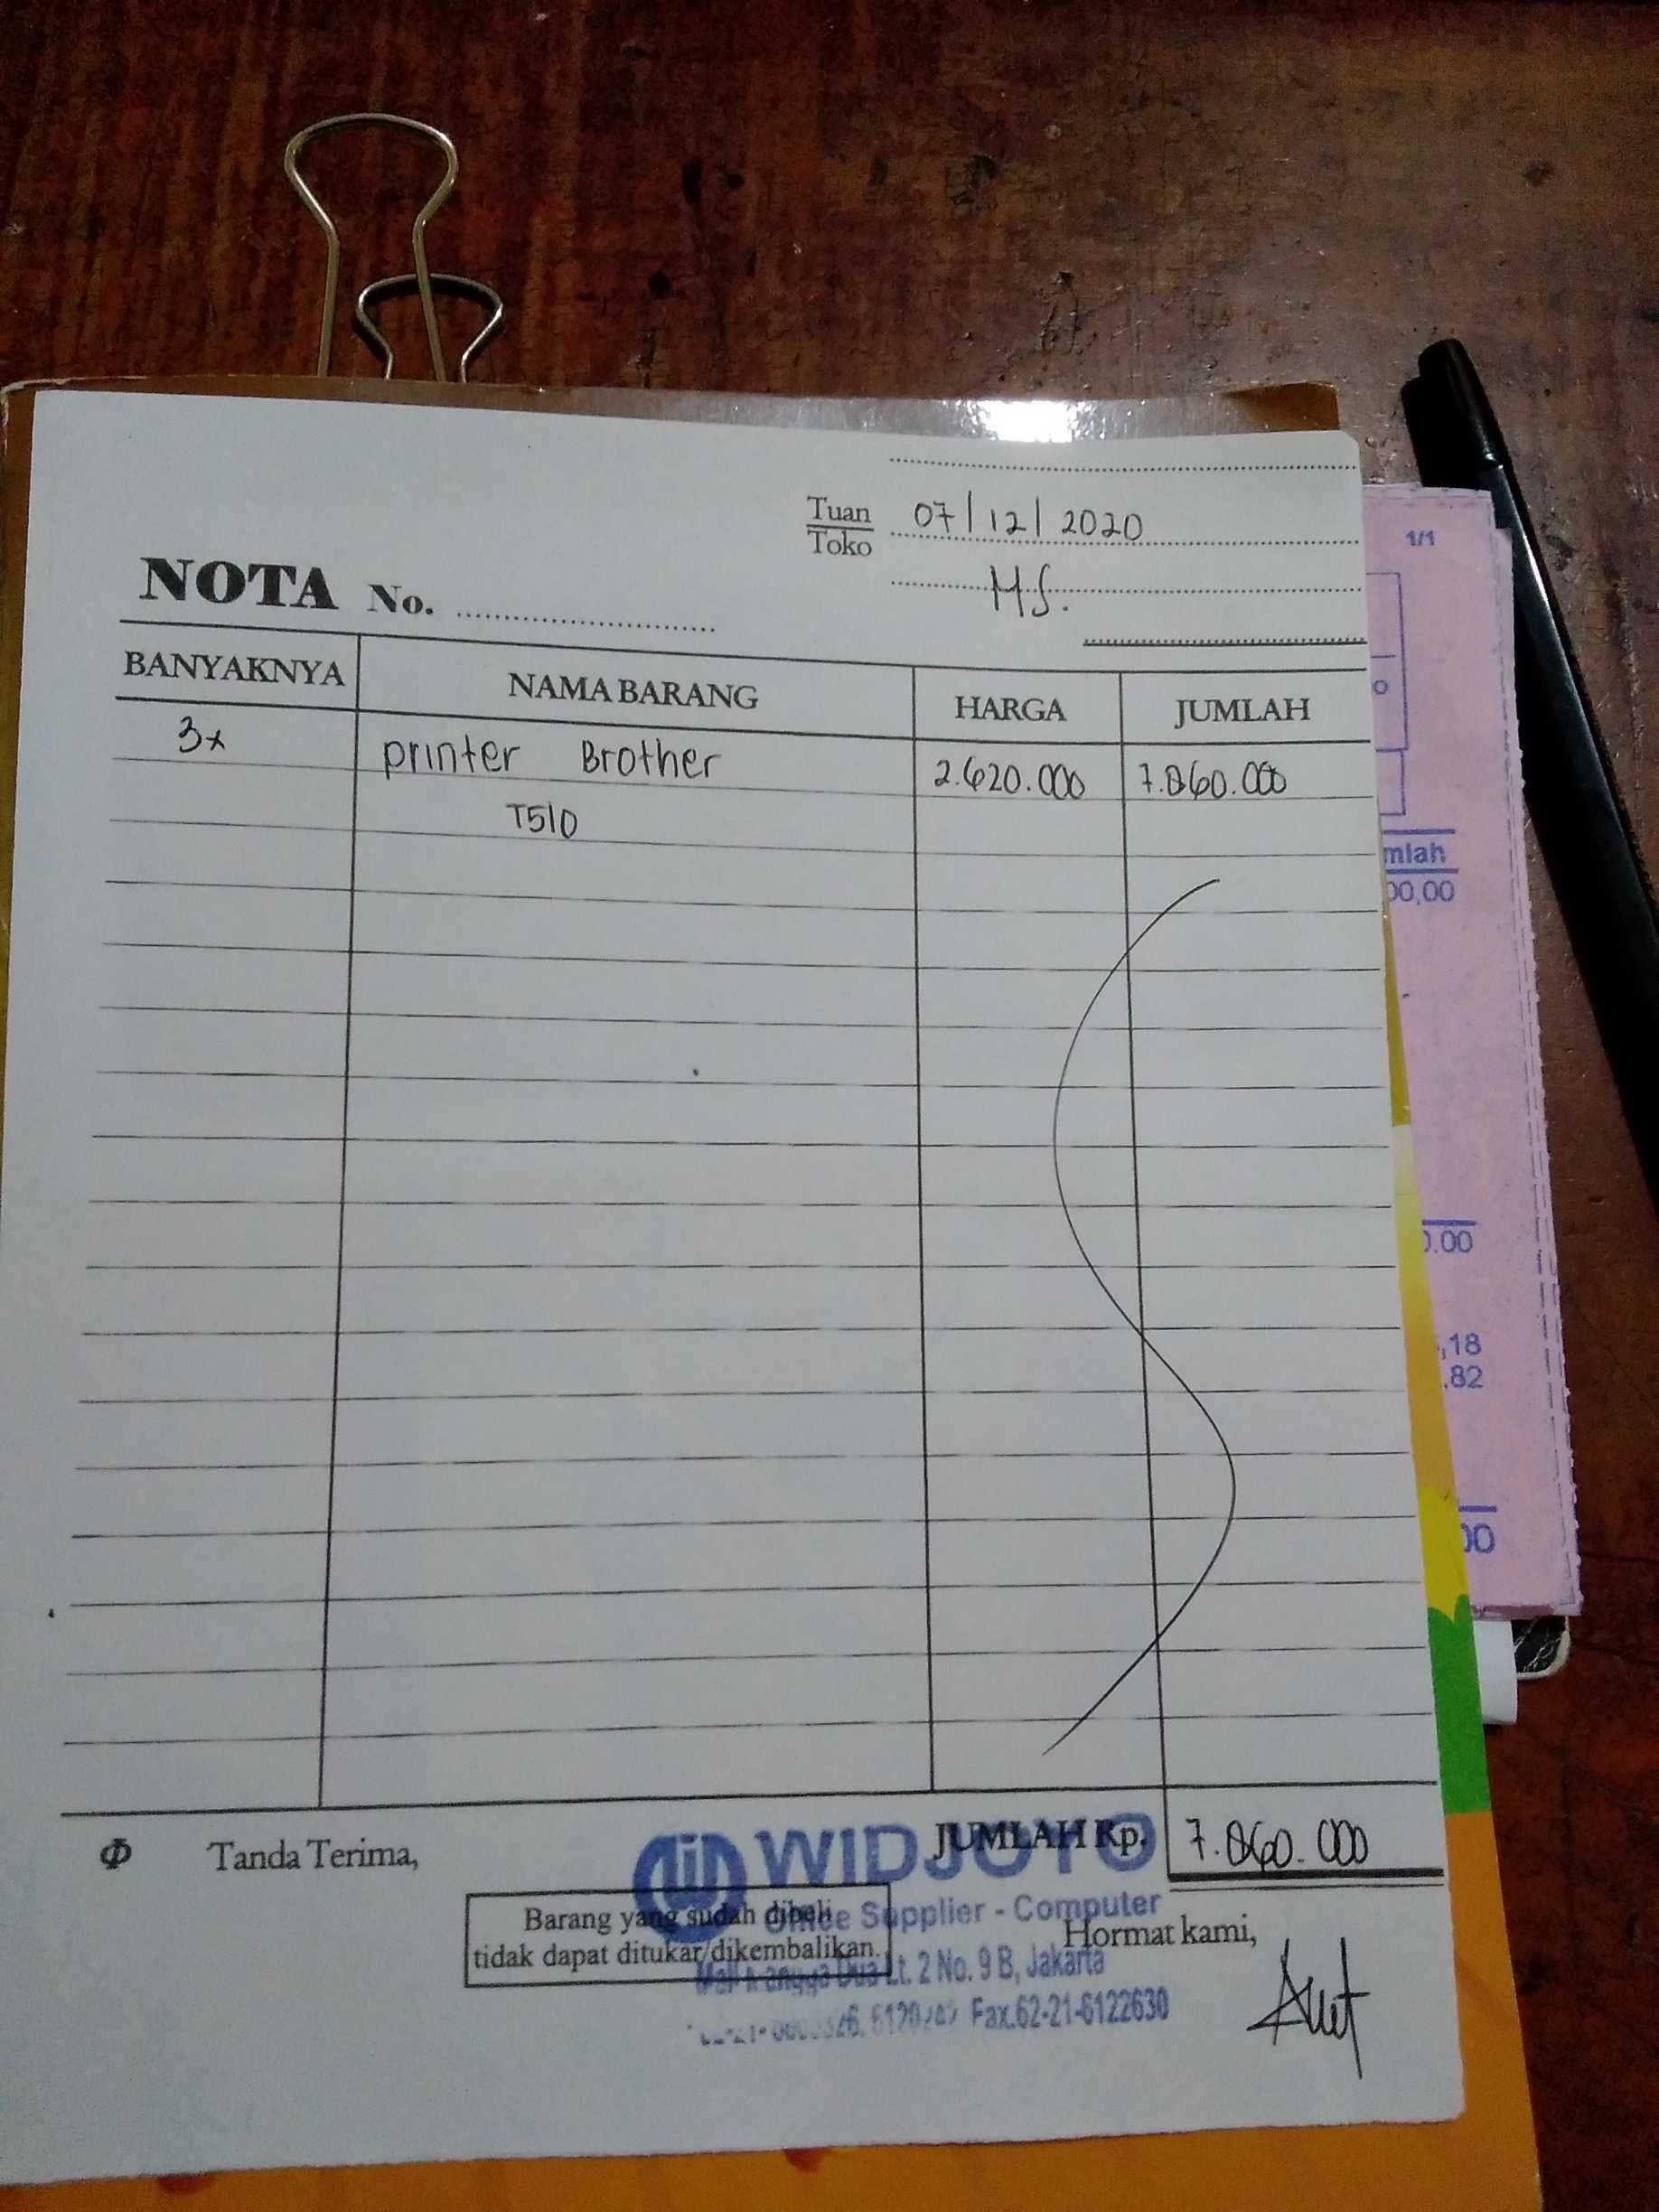 Tuan 07/12/2020
Toko
MS.
NOTA No.
BANYAKNYA NAMA BARANG HARGA JUMLAH
3x printer Brother 2.620.000 7.860.000
T510
Φ Tanda Terima,
JUMLAH Rp. 7.860.000
WIDJOYO
Office Supplier - Computer
Barang yang sudah dibeli
tidak dapat ditukar/dikembalikan.
Hormat kami,
Mall Mangga Dua Lt. 2 No. 9 B, Jakarta
Fax.62-21-6122630
1/1
o
mlah
00,00
0.00
,18
.82
00